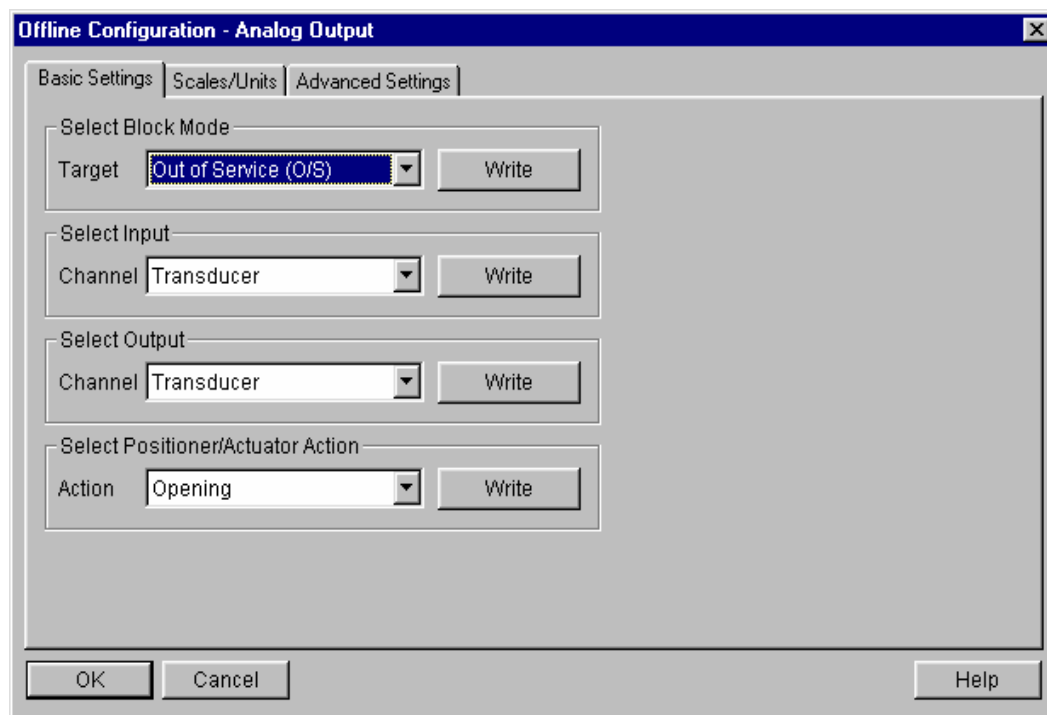 Offline Configuration - Analog Output
Basic Settings Scales/Units Advanced Settings
Select Block Mode
Target Out of Service (O/S) Write
Select Input
Channel Transducer Write
Select Output
Channel Transducer Write
Select Positioner/Actuator Action
Action Opening Write
OK Cancel Help